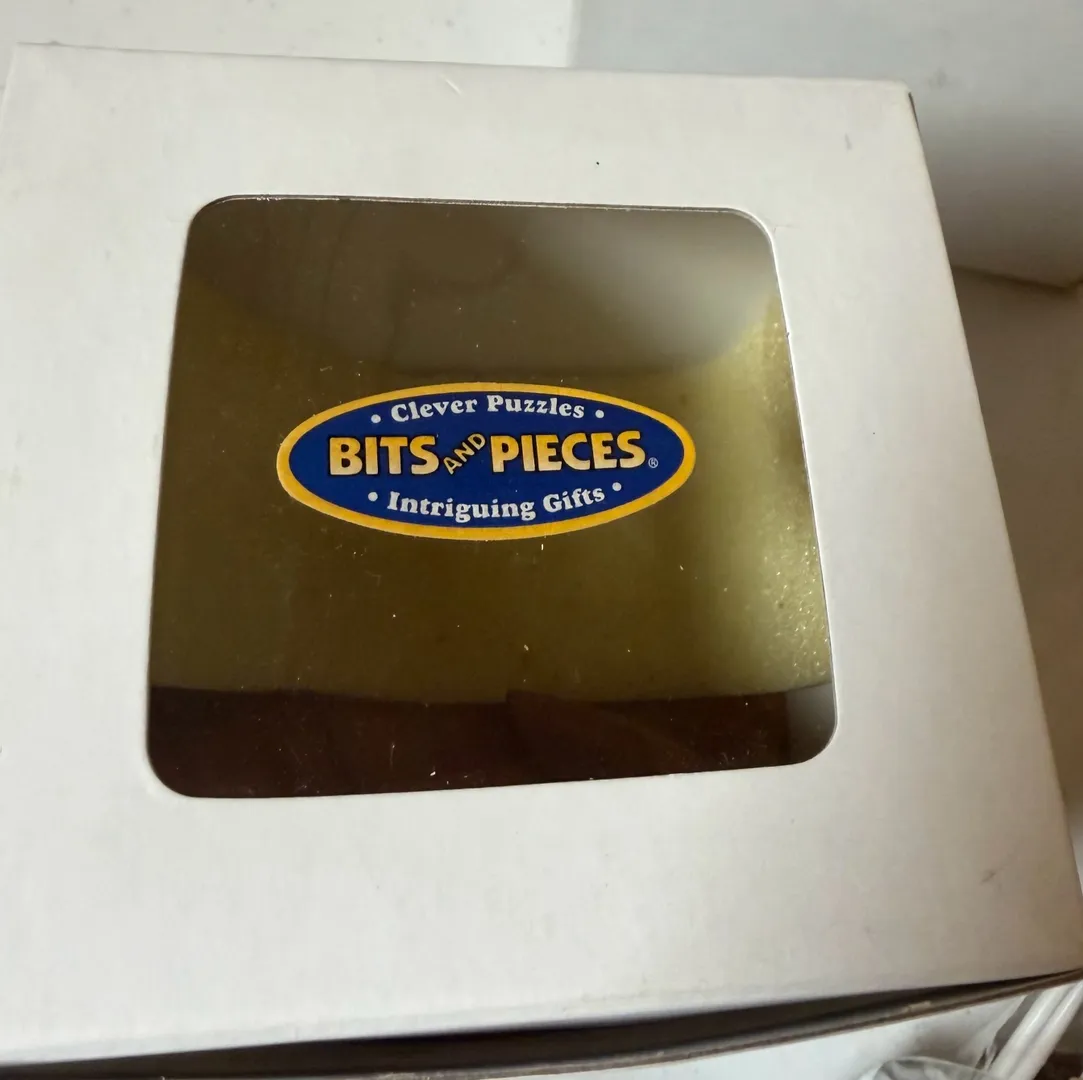 • Clever Puzzles •
BITS AND PIECES®
• Intriguing Gifts •